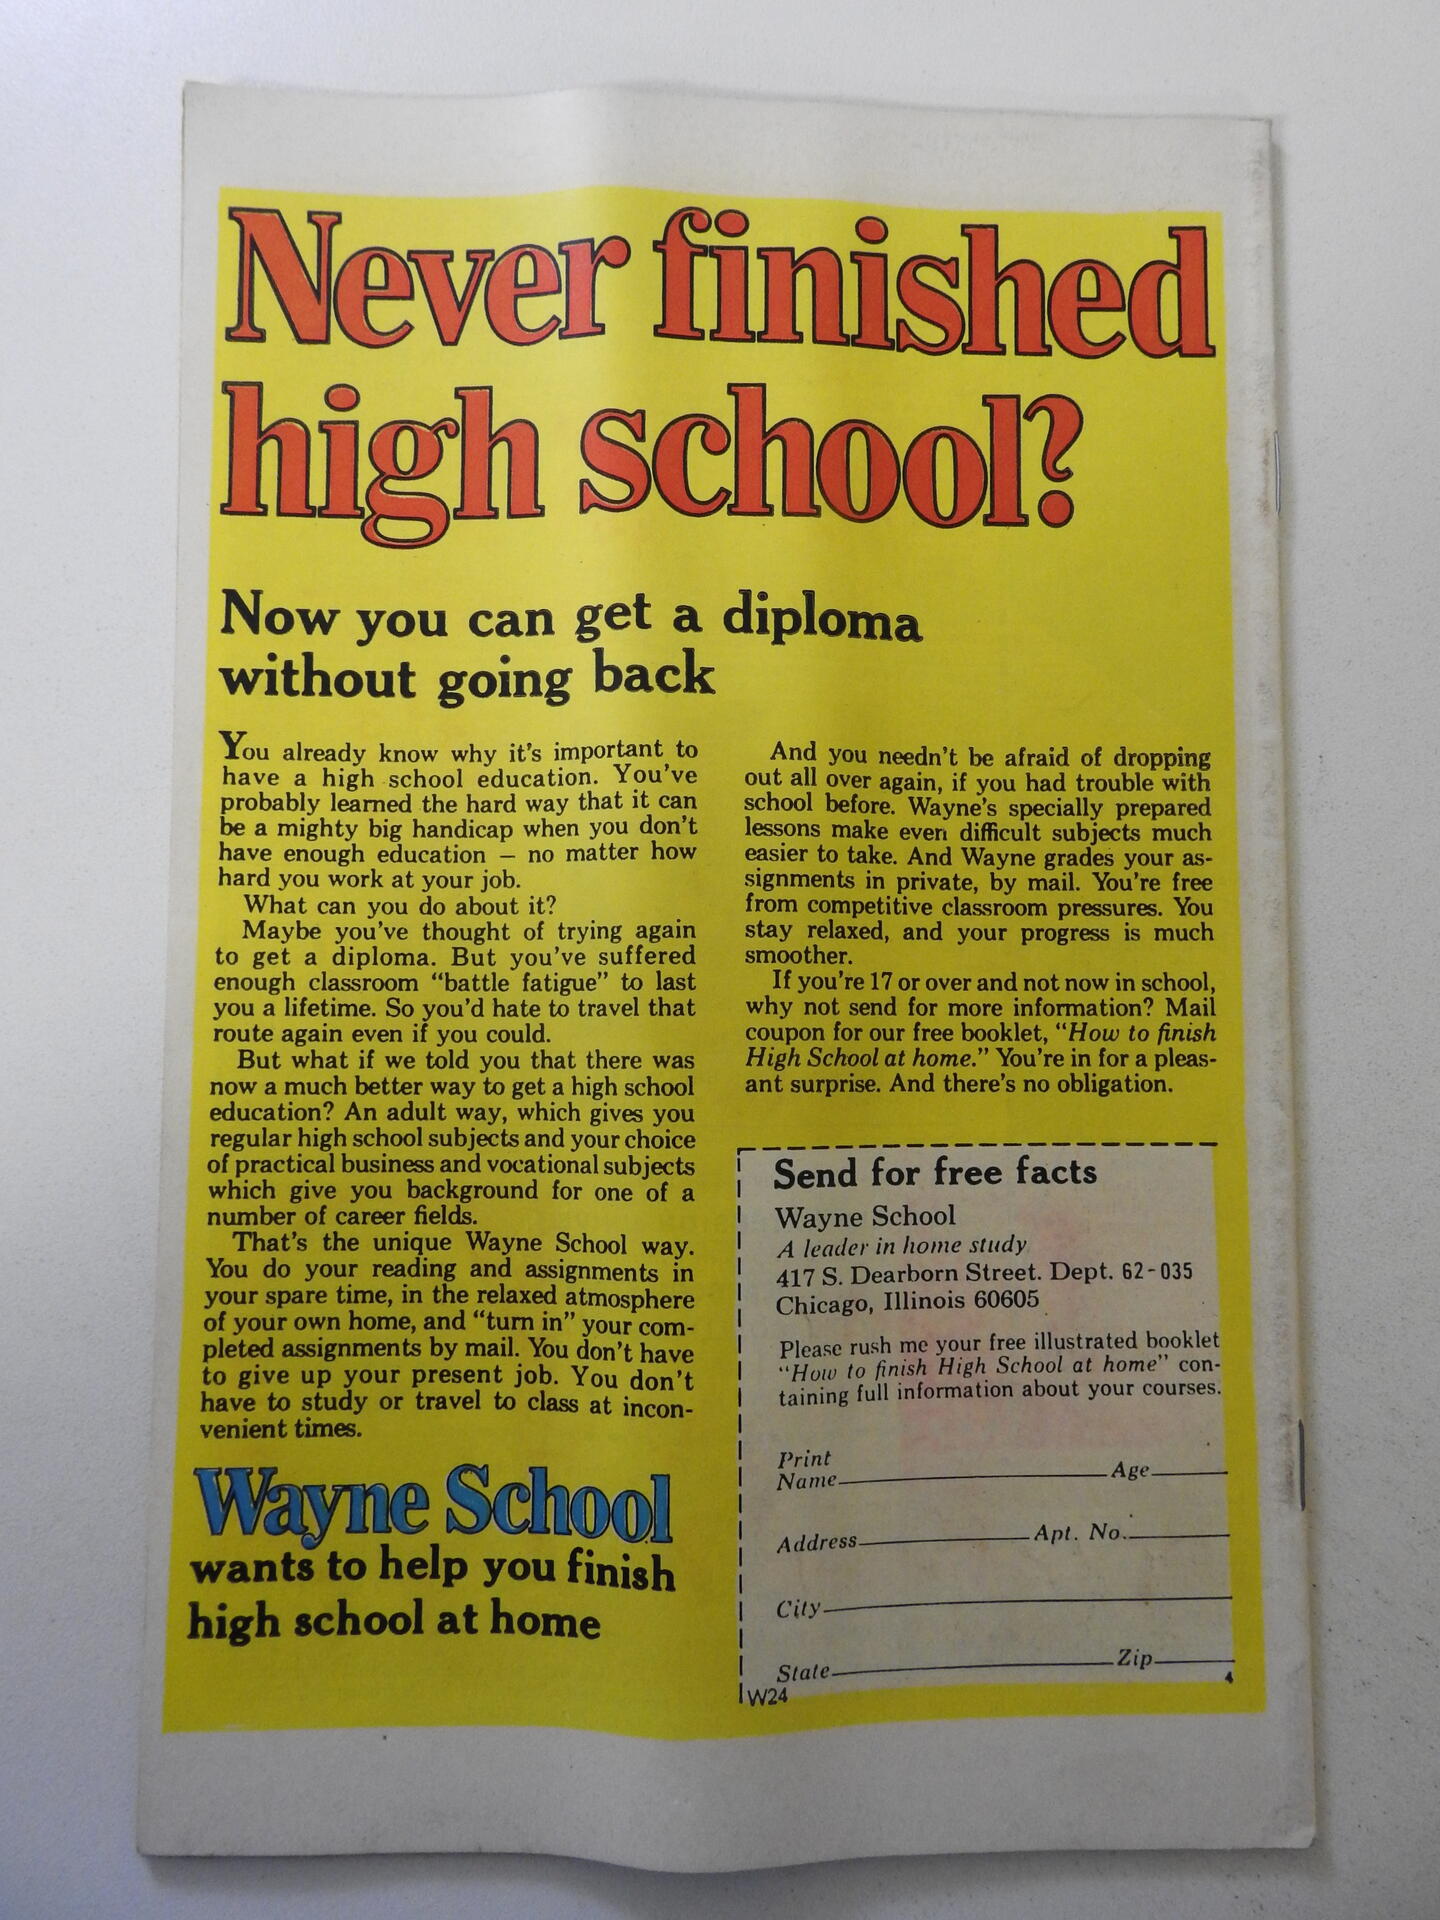 Never finished
high school?
Now you can get a diploma
without going back
You already know why it's important to
have a high school education. You've
probably learned the hard way that it can
be a mighty big handicap when you don't
have enough education – no matter how
hard you work at your job.
What can you do about it?
Maybe you've thought of trying again
to get a diploma. But you've suffered
enough classroom “battle fatigue” to last
you a lifetime. So you'd hate to travel that
route again even if you could.
But what if we told you that there was
now a much better way to get a high school
education? An adult way, which gives you
regular high school subjects and your choice
of practical business and vocational subjects
which give you background for one of a
number of career fields.
That's the unique Wayne School way.
You do your reading and assignments in
your spare time, in the relaxed atmosphere
of your own home, and “turn in” your com-
pleted assignments by mail. You don't have
to give up your present job. You don't
have to study or travel to class at incon-
venient times.
Wayne School
wants to help you finish
high school at home
And you needn't be afraid of dropping
out all over again, if you had trouble with
school before. Wayne's specially prepared
lessons make even difficult subjects much
easier to take. And Wayne grades your as-
signments in private, by mail. You're free
from competitive classroom pressures. You
stay relaxed, and your progress is much
smoother.
If you're 17 or over and not now in school,
why not send for more information? Mail
coupon for our free booklet, “How to finish
High School at home.” You're in for a pleas-
ant surprise. And there's no obligation.
Send for free facts
Wayne School
A leader in home study
417 S. Dearborn Street. Dept. 62-035
Chicago, Illinois 60605
Please rush me your free illustrated booklet
“How to finish High School at home” con-
taining full information about your courses.
Print
Name Age
Address Apt. No.
City
State Zip
W24 4